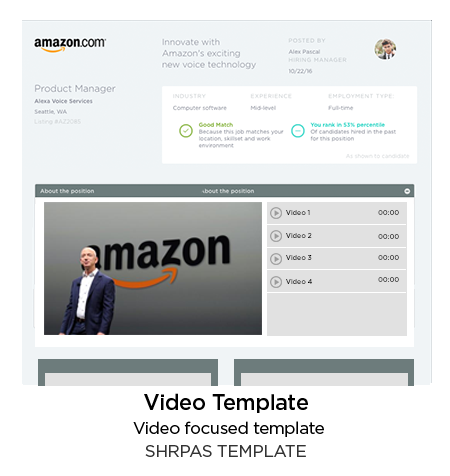 amazon.com
Innovate with
Amazon's exciting
new voice technology
POSTED BY
Alex Pascal
HIRING MANAGER
10/22/16
Product Manager
Alexa Voice Services
Seattle, WA
Listing #AZ2085
INDUSTRY EXPERIENCE EMPLOYMENT TYPE:
Computer software Mid-level Full-time
Good Match
Because this job matches your
location, skillset and work
environment
You rank in 53% percentile
Of candidates hired in the past
for this position
As shown to candidate
About the position bout the position
amazon
Video 1 00:00
Video 2 00:00
Video 3 00:00
Video 4 00:00
Video Template
Video focused template
SHRPAS TEMPLATE